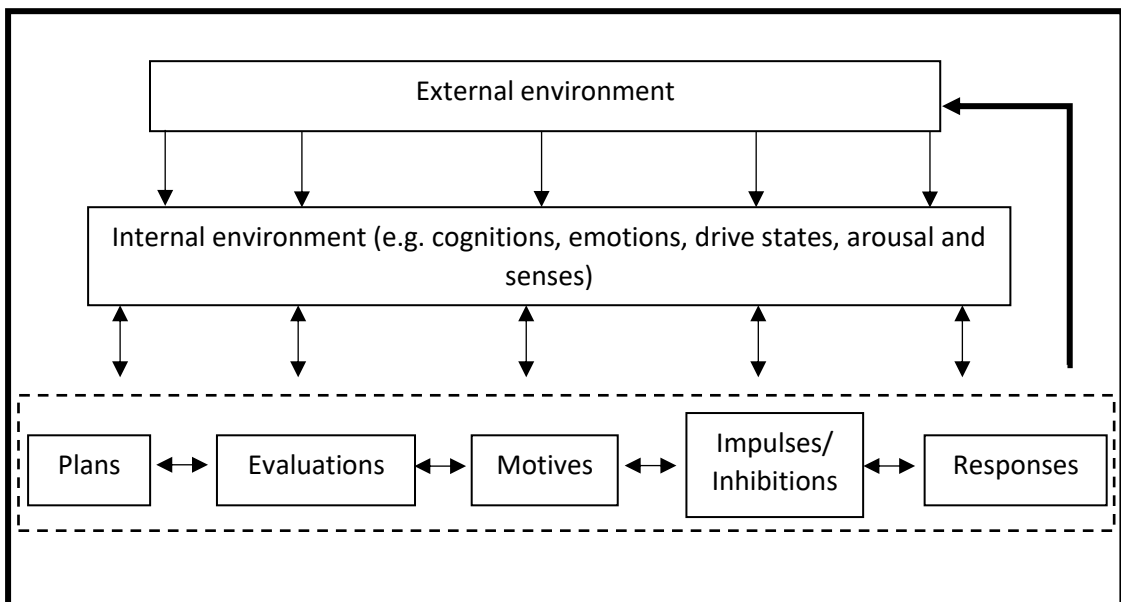 External environment
Internal environment (e.g. cognitions, emotions, drive states, arousal and
senses)
Plans
Evaluations
Motives
Impulses/
Inhibitions
Responses